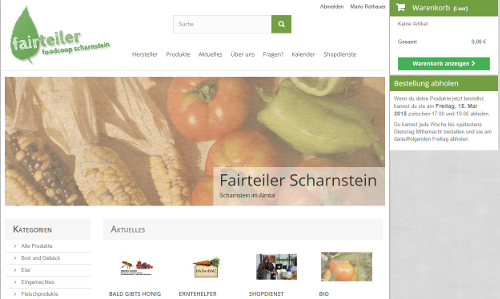 Abmelden Mario Rothauer
fairteiler
foodcoop scharnstein
Suche
Hersteller Produkte Aktuelles Über uns Fragen? Kalender Shopdienste
Warenkorb (Leer)
Keine Artikel
Gesamt 0,00 €
Warenkorb anzeigen >
Bestellung abholen
Wenn du deine Produkte jetzt bestellst,
kannst du sie am Freitag, 15. Mai
2015 zwischen 17:00 und 19:00 abholen.
Du kannst jede Woche bis spätestens
Dienstag Mitternacht bestellen und sie am
darauffolgenden Freitag abholen.
Fairteiler Scharnstein
Scharnstein im Almtal
Kategorien
> Alle Produkte
> Brot und Gebäck
> Eier
> Eingemachtes
> Fleischprodukte
Aktuelles
BALD GIBTS HONIG
ERNTEHELFER
SHOPDIENST
BIO